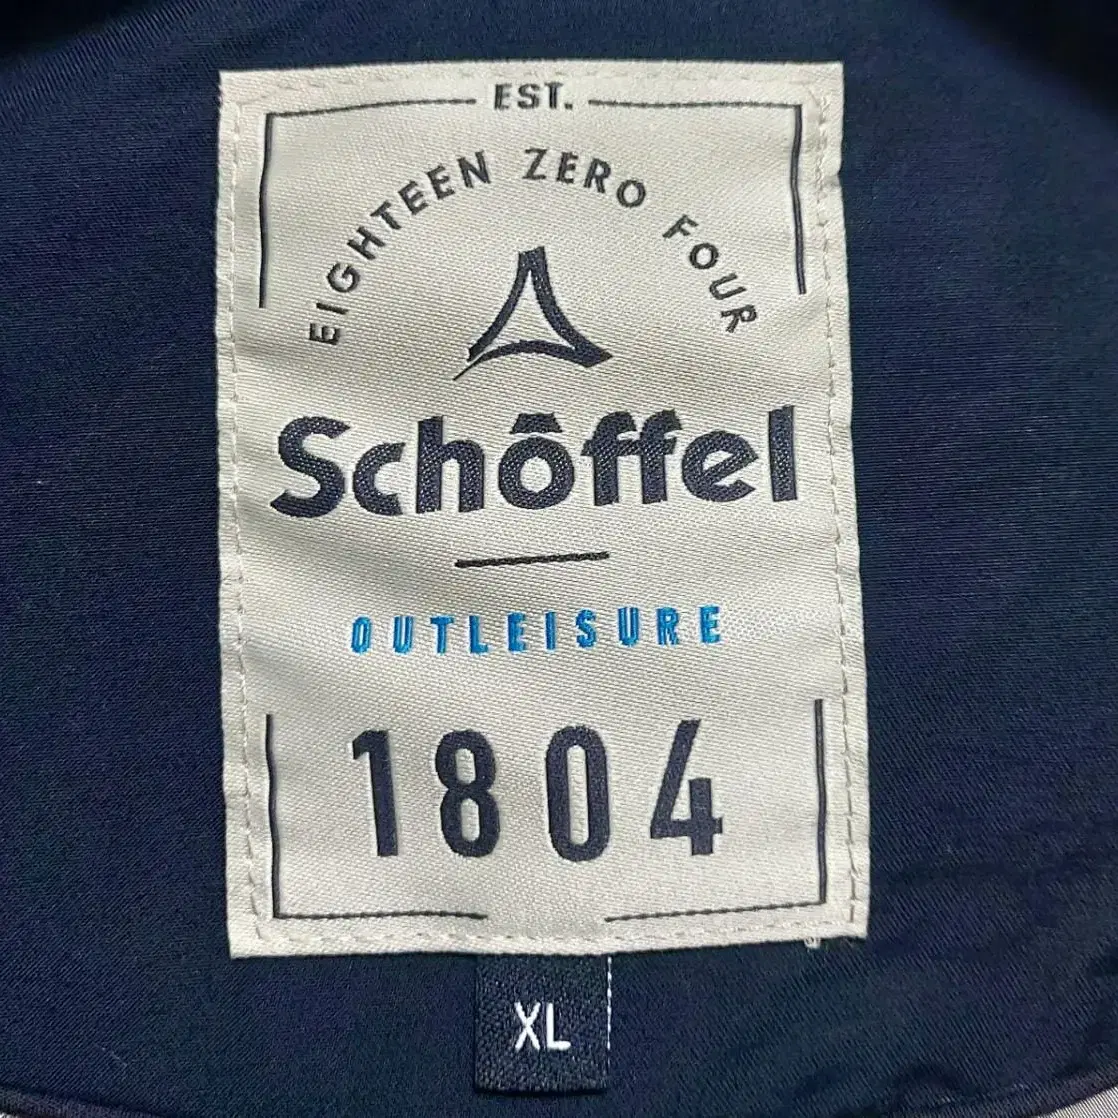 EST.
EIGHTEEN ZERO FOUR
Schöffel
OUTLEISURE
1804
XL